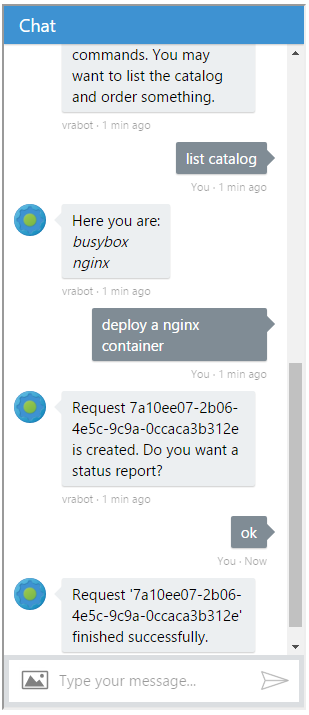 Chat
commands. You may
want to list the catalog
and order something.
vrabot · 1 min ago
list catalog
You · 1 min ago
Here you are:
busybox
nginx
vrabot · 1 min ago
deploy a nginx
container
You · 1 min ago
Request 7a10ee07-2b06-
4e5c-9c9a-0ccaca3b312e
is created. Do you want a
status report?
vrabot · 1 min ago
ok
You · Now
Request '7a10ee07-2b06-
4e5c-9c9a-0ccaca3b312e'
finished successfully.
Type your message...